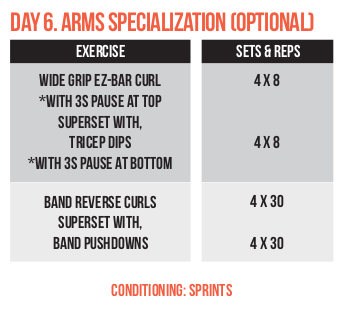 DAY 6. ARMS SPECIALIZATION (OPTIONAL)
EXERCISE
SETS & REPS
WIDE GRIP EZ-BAR CURL
4 X 8
*WITH 3S PAUSE AT TOP
SUPERSET WITH,
TRICEP DIPS
4 X 8
*WITH 3S PAUSE AT BOTTOM
BAND REVERSE CURLS
4 X 30
SUPERSET WITH,
BAND PUSHDOWNS
4 X 30
CONDITIONING: SPRINTS